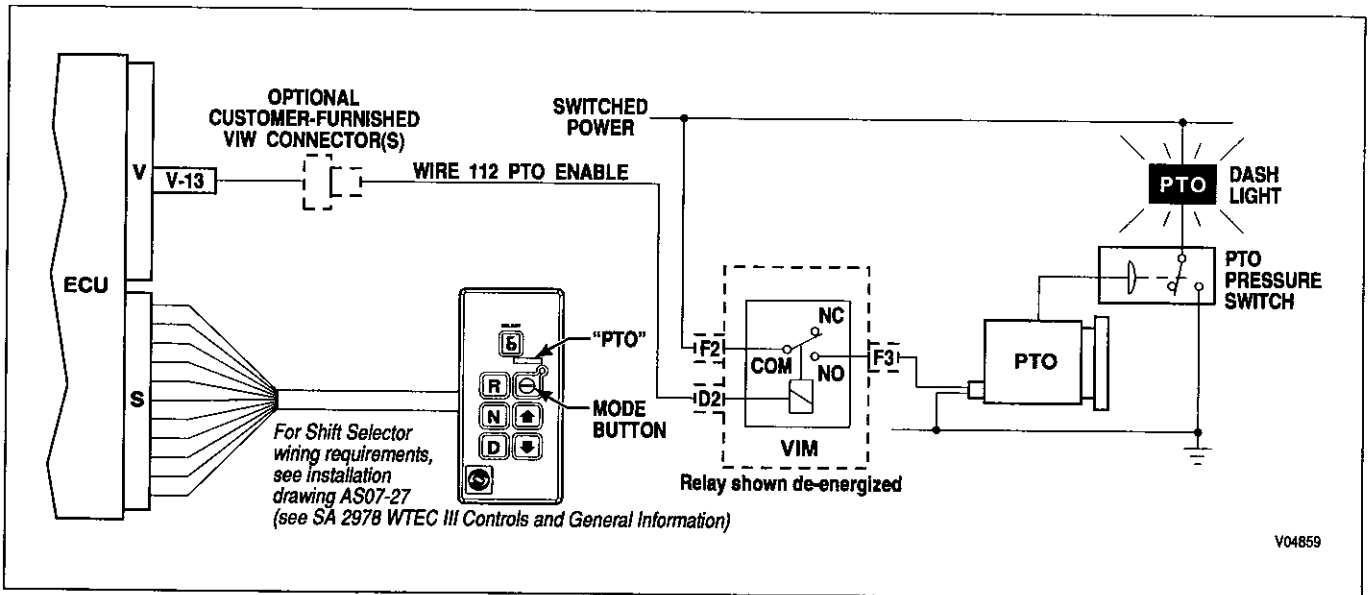 OPTIONAL
CUSTOMER-FURNISHED
VIW CONNECTOR(S)
SWITCHED
POWER
V
V-13
WIRE 112 PTO ENABLE
PTO
DASH
LIGHT
ECU
PTO
PRESSURE
SWITCH
"PTO"
NC
F2
COM
NO
F3
PTO
R
N
D
MODE
BUTTON
D2
VIM
S
Relay shown de-energized
For Shift Selector
wiring requirements,
see installation
drawing AS07-27
(see SA 2978 WTEC III Controls and General Information)
V04859